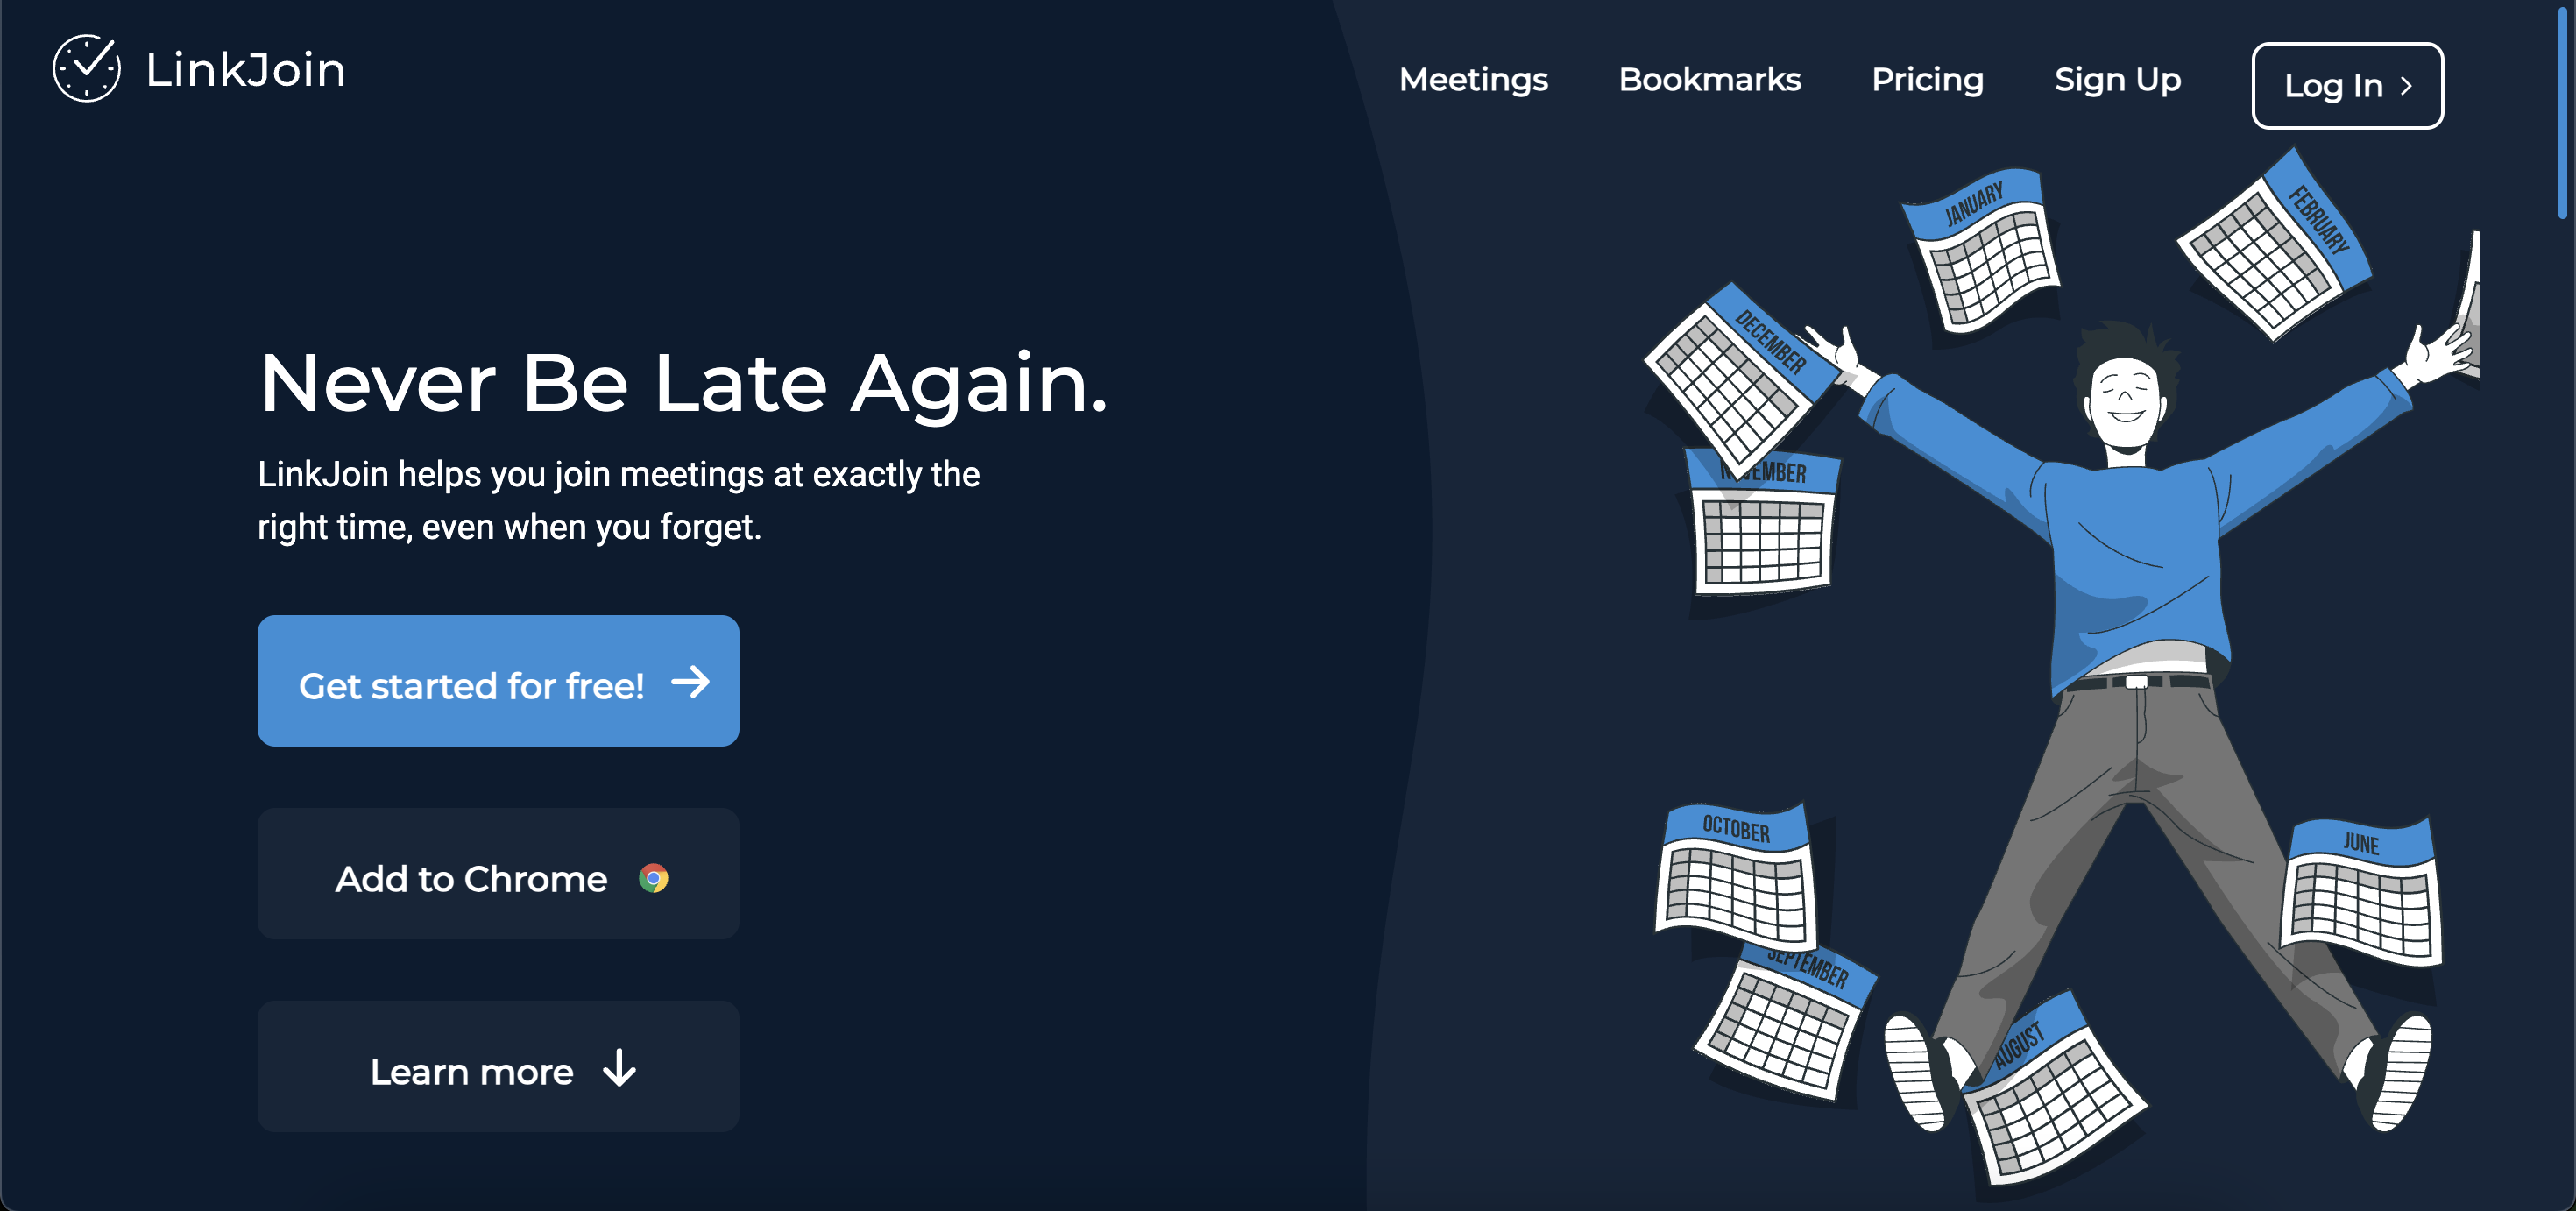 LinkJoin
Meetings
Bookmarks
Pricing
Sign Up
Log In
Never Be Late Again.
LinkJoin helps you join meetings at exactly the
right time, even when you forget.
Get started for free!
Add to Chrome
Learn more
JANUARY
FEBRUARY
DECEMBER
NOVEMBER
OCTOBER
JUNE
SEPTEMBER
AUGUST